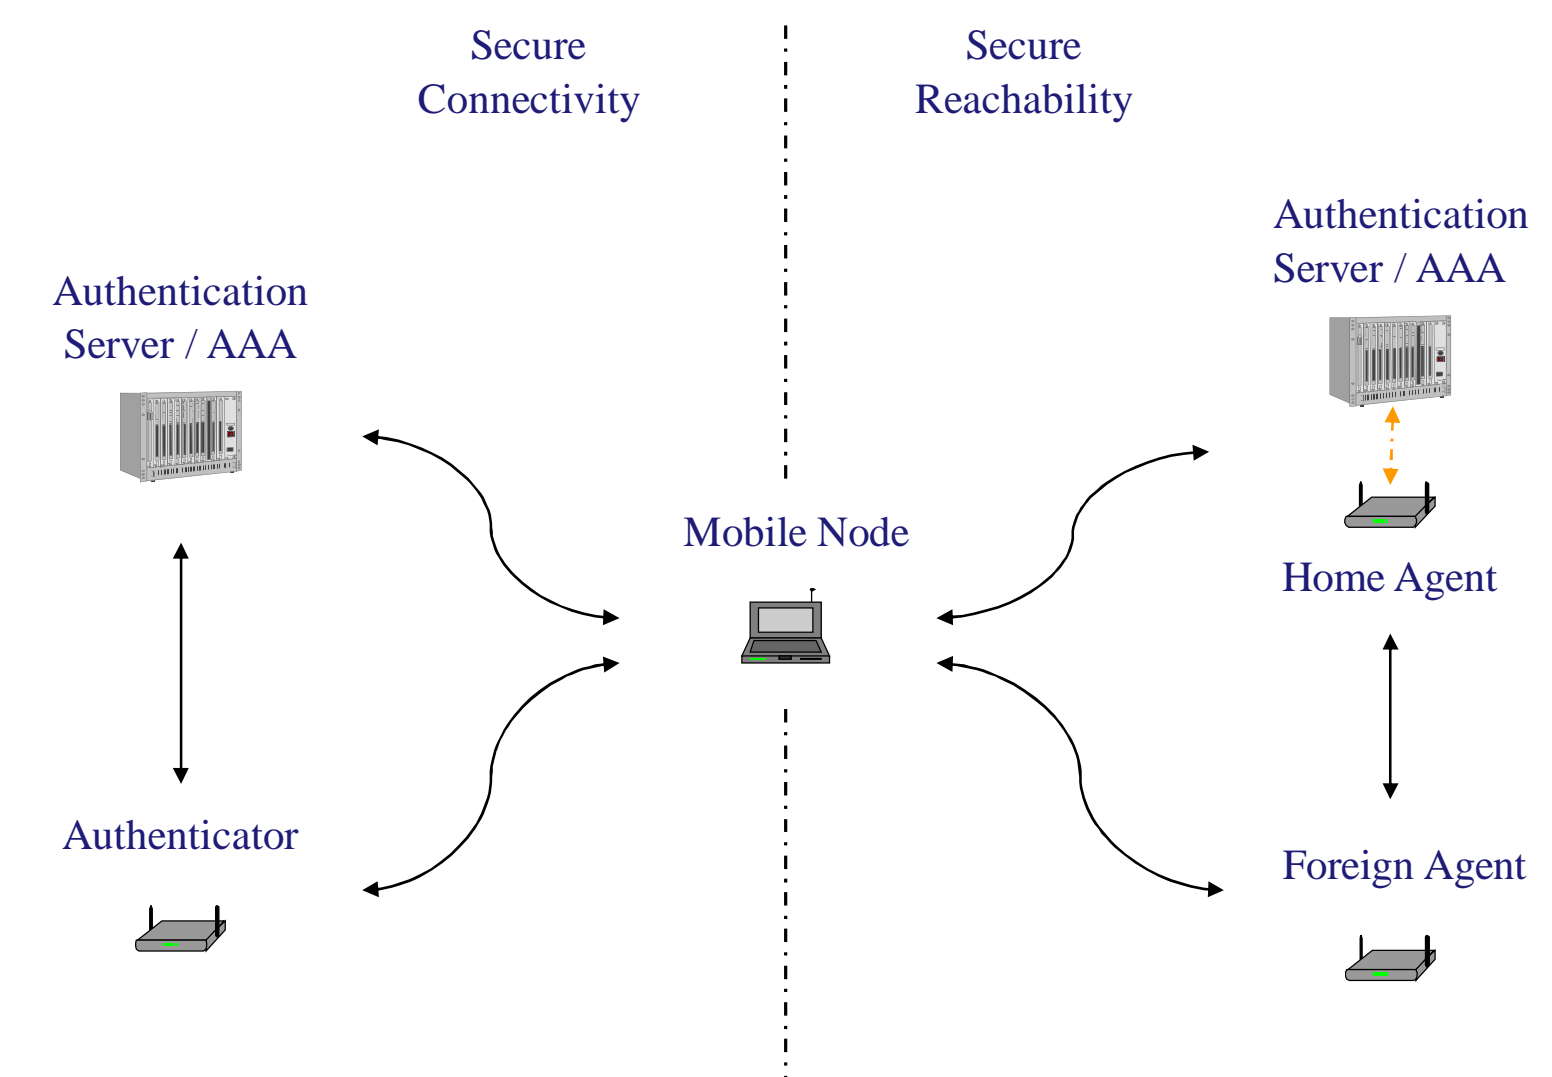 Secure
Connectivity
Secure
Reachability
Authentication
Server / AAA
Authentication
Server / AAA
Mobile Node
Home Agent
Authenticator
Foreign Agent